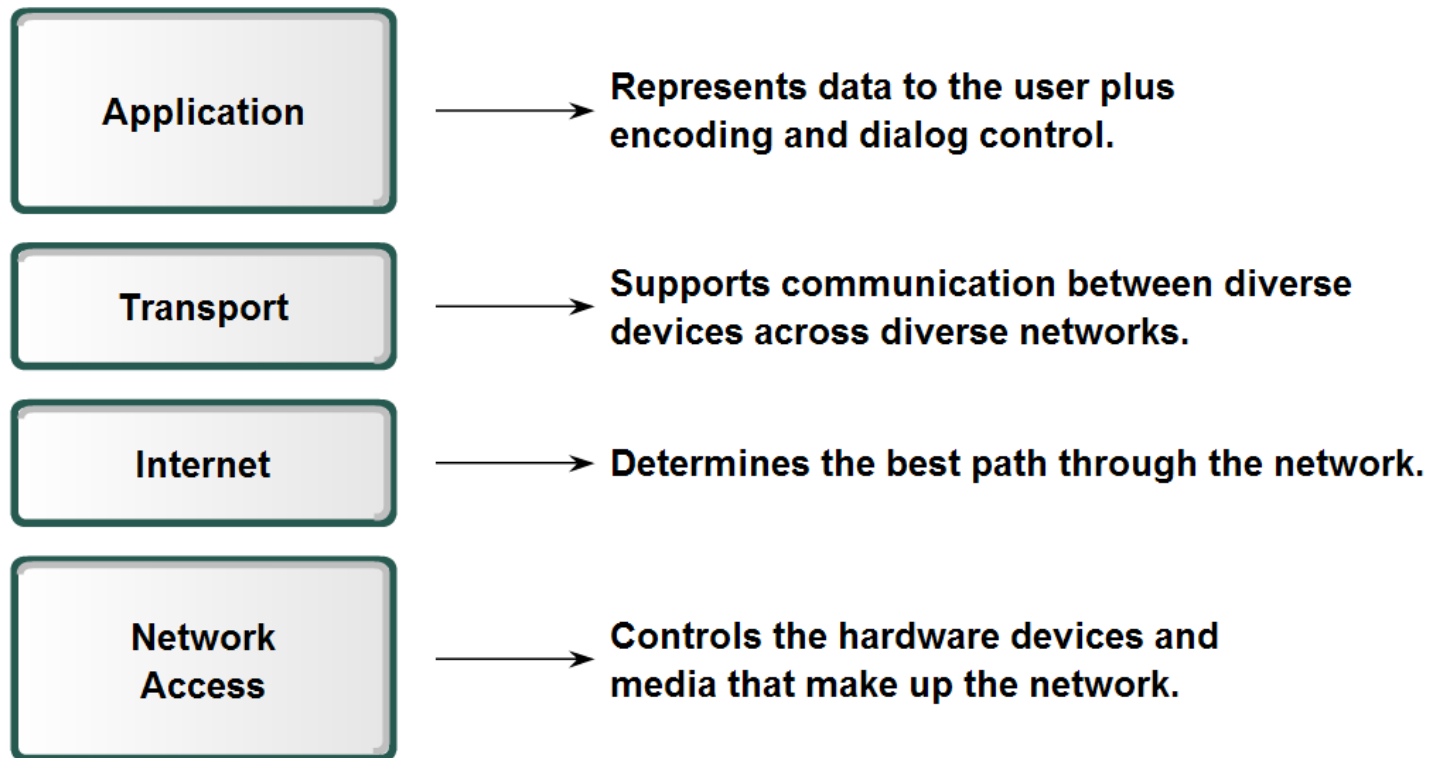 Application
Represents data to the user plus
encoding and dialog control.
Transport
Supports communication between diverse
devices across diverse networks.
Internet
Determines the best path through the network.
Network
Access
Controls the hardware devices and
media that make up the network.